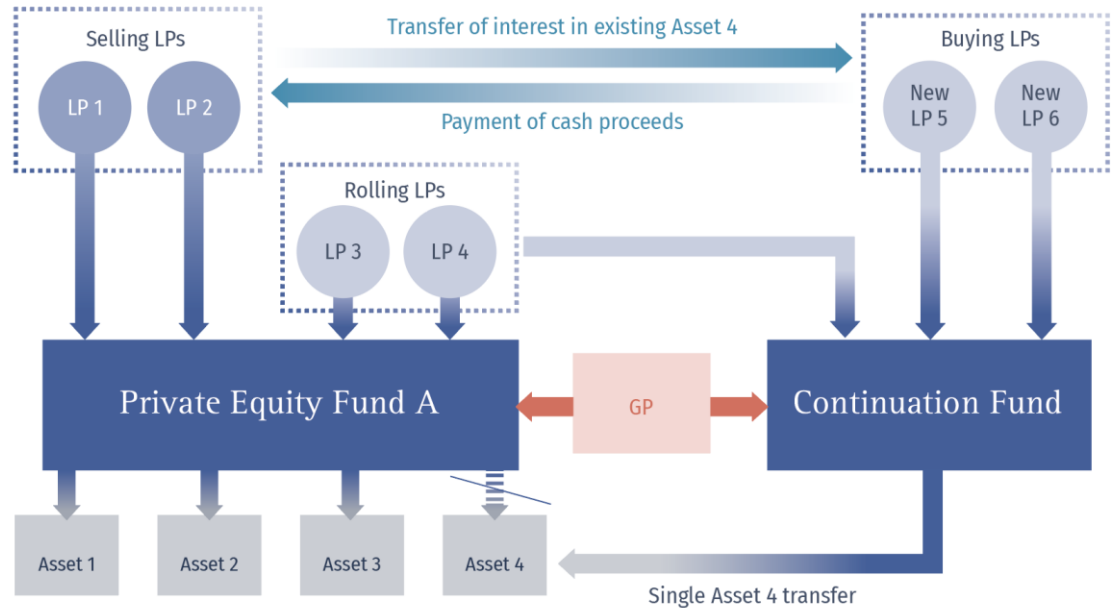 Selling LPs
Transfer of interest in existing Asset 4
Buying LPs
LP 1
LP 2
New
LP 5
New
LP 6
Payment of cash proceeds
Rolling LPs
LP 3
LP 4
Private Equity Fund A
GP
Continuation Fund
Asset 1
Asset 2
Asset 3
Asset 4
Single Asset 4 transfer